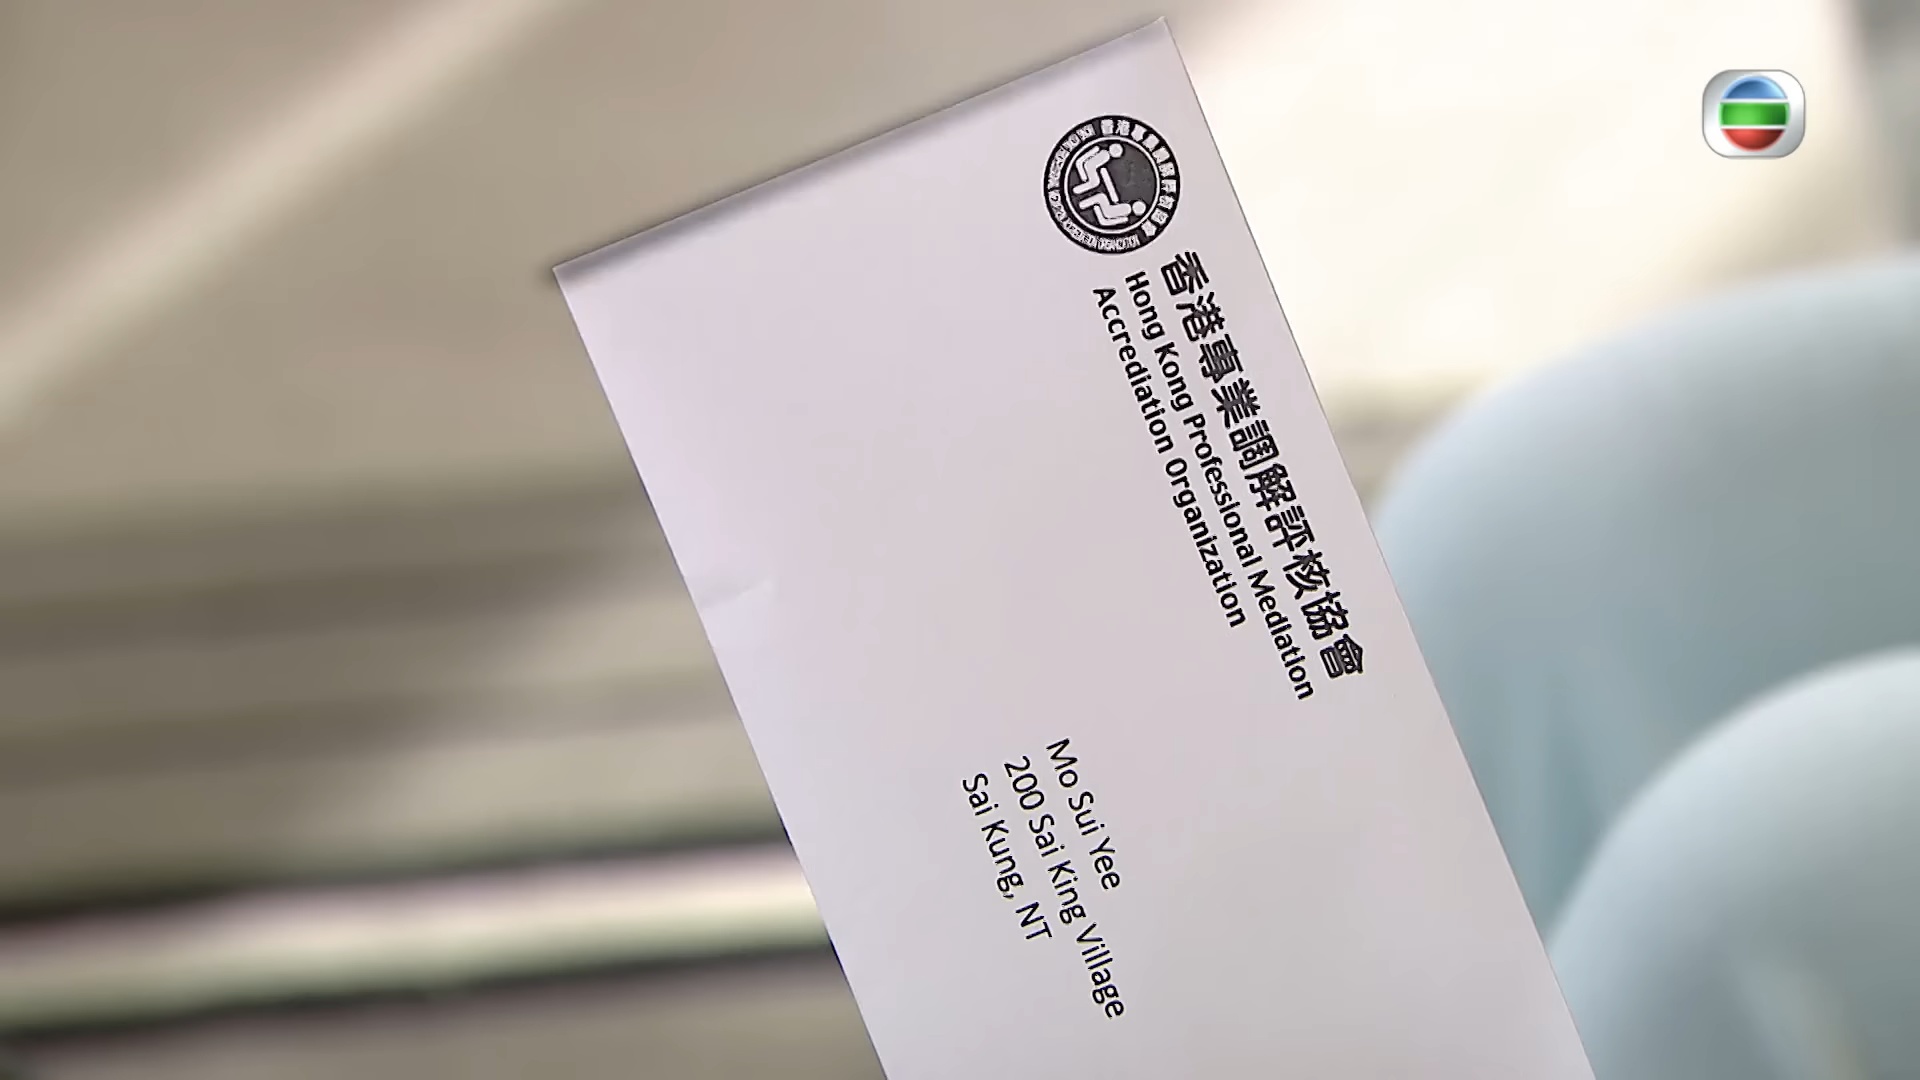 香港專業調解評核協會
Hong Kong Professional Mediation
Accrediation Organization
Mo Sui Yee
200 Sai King Village
Sai Kung, NT